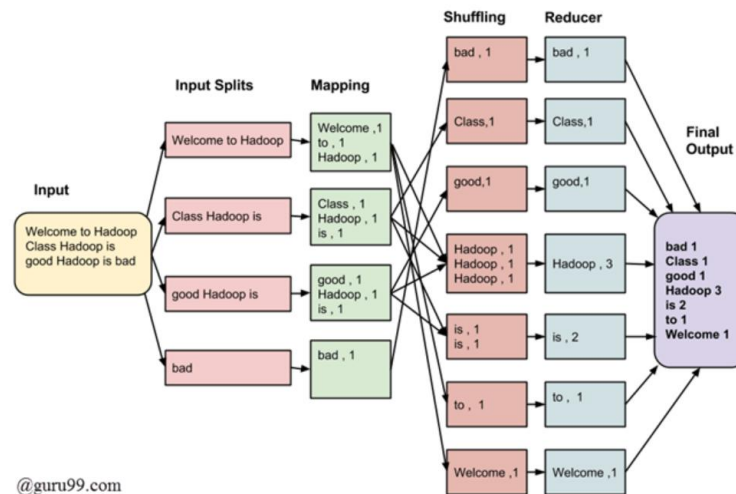 Shuffling
Reducer
Input Splits
Mapping
Input
Final
Output
Welcome to Hadoop
Class Hadoop is
good Hadoop is bad
Welcome to Hadoop
Class Hadoop is
good Hadoop is
bad
Welcome ,1
to , 1
Hadoop , 1
Class , 1
Hadoop , 1
is , 1
good , 1
Hadoop , 1
is , 1
bad , 1
bad , 1
Class,1
good,1
Hadoop , 1
Hadoop , 1
Hadoop , 1
is , 1
is , 1
to , 1
Welcome ,1
bad , 1
Class,1
good,1
Hadoop , 3
is , 2
to , 1
Welcome ,1
bad 1
Class 1
good 1
Hadoop 3
is 2
to 1
Welcome 1
@guru99.com